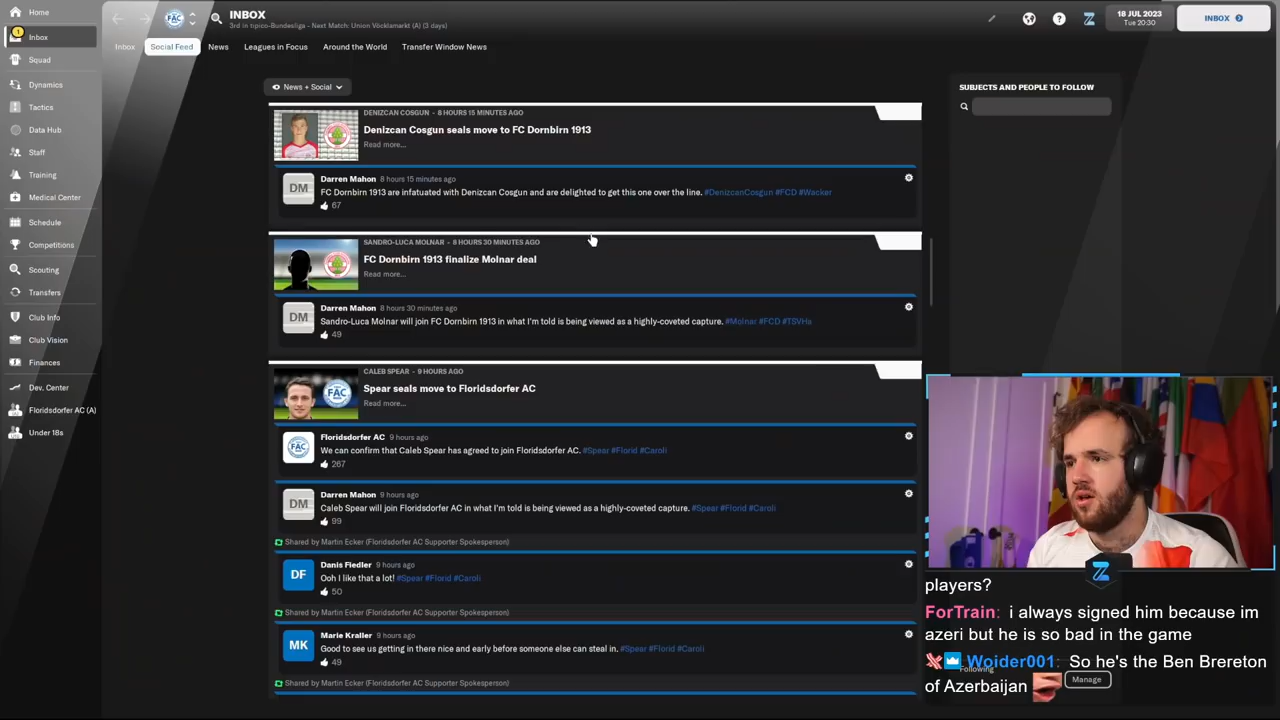 Home
1
Inbox
Squad
Dynamics
Tactics
Data Hub
Staff
Training
Medical Center
Schedule
Competitions
Scouting
Transfers
Club Info
Club Vision
Finances
Dev. Center
Floridsdorfer AC (A)
Under 18s
FAC
INBOX
3rd in tipico-Bundesliga - Next Match: Union Vöcklamarkt (A) (3 days)
18 JUL 2023
Tue 20:30
INBOX
Inbox
Social Feed
News
Leagues in Focus
Around the World
Transfer Window News
News + Social
SUBJECTS AND PEOPLE TO FOLLOW
DENIZCAN COSGUN - 8 HOURS 15 MINUTES AGO
Denizcan Cosgun seals move to FC Dornbirn 1913
Read more...
DM
Darren Mahon 8 hours 15 minutes ago
FC Dornbirn 1913 are infatuated with Denizcan Cosgun and are delighted to get this one over the line. #DenizcanCosgun #FCD #Wacker
67
SANDRO-LUCA MOLNAR - 8 HOURS 30 MINUTES AGO
FC Dornbirn 1913 finalize Molnar deal
Read more...
DM
Darren Mahon 8 hours 30 minutes ago
Sandro-Luca Molnar will join FC Dornbirn 1913 in what I'm told is being viewed as a highly-coveted capture. #Molnar #FCD #TSVHa
49
CALEB SPEAR - 9 HOURS AGO
Spear seals move to Floridsdorfer AC
Read more...
FAC
FAC
Floridsdorfer AC 9 hours ago
We can confirm that Caleb Spear has agreed to join Floridsdorfer AC. #Spear #Florid #Caroli
267
DM
Darren Mahon 9 hours ago
Caleb Spear will join Floridsdorfer AC in what I'm told is being viewed as a highly-coveted capture. #Spear #Florid #Caroli
99
Shared by Martin Ecker (Floridsdorfer AC Supporter Spokesperson)
DF
Danis Fiedler 9 hours ago
Ooh I like that a lot! #Spear #Florid #Caroli
50
Shared by Martin Ecker (Floridsdorfer AC Supporter Spokesperson)
MK
Marie Kraller 9 hours ago
Good to see us getting in there nice and early before someone else can steal in. #Spear #Florid #Caroli
49
Shared by Martin Ecker (Floridsdorfer AC Supporter Spokesperson)
players?
ForTrain: i always signed him because im
azeri but he is so bad in the game
Woider001: So he's the Ben Brereton
Following
of Azerbaijan
Manage